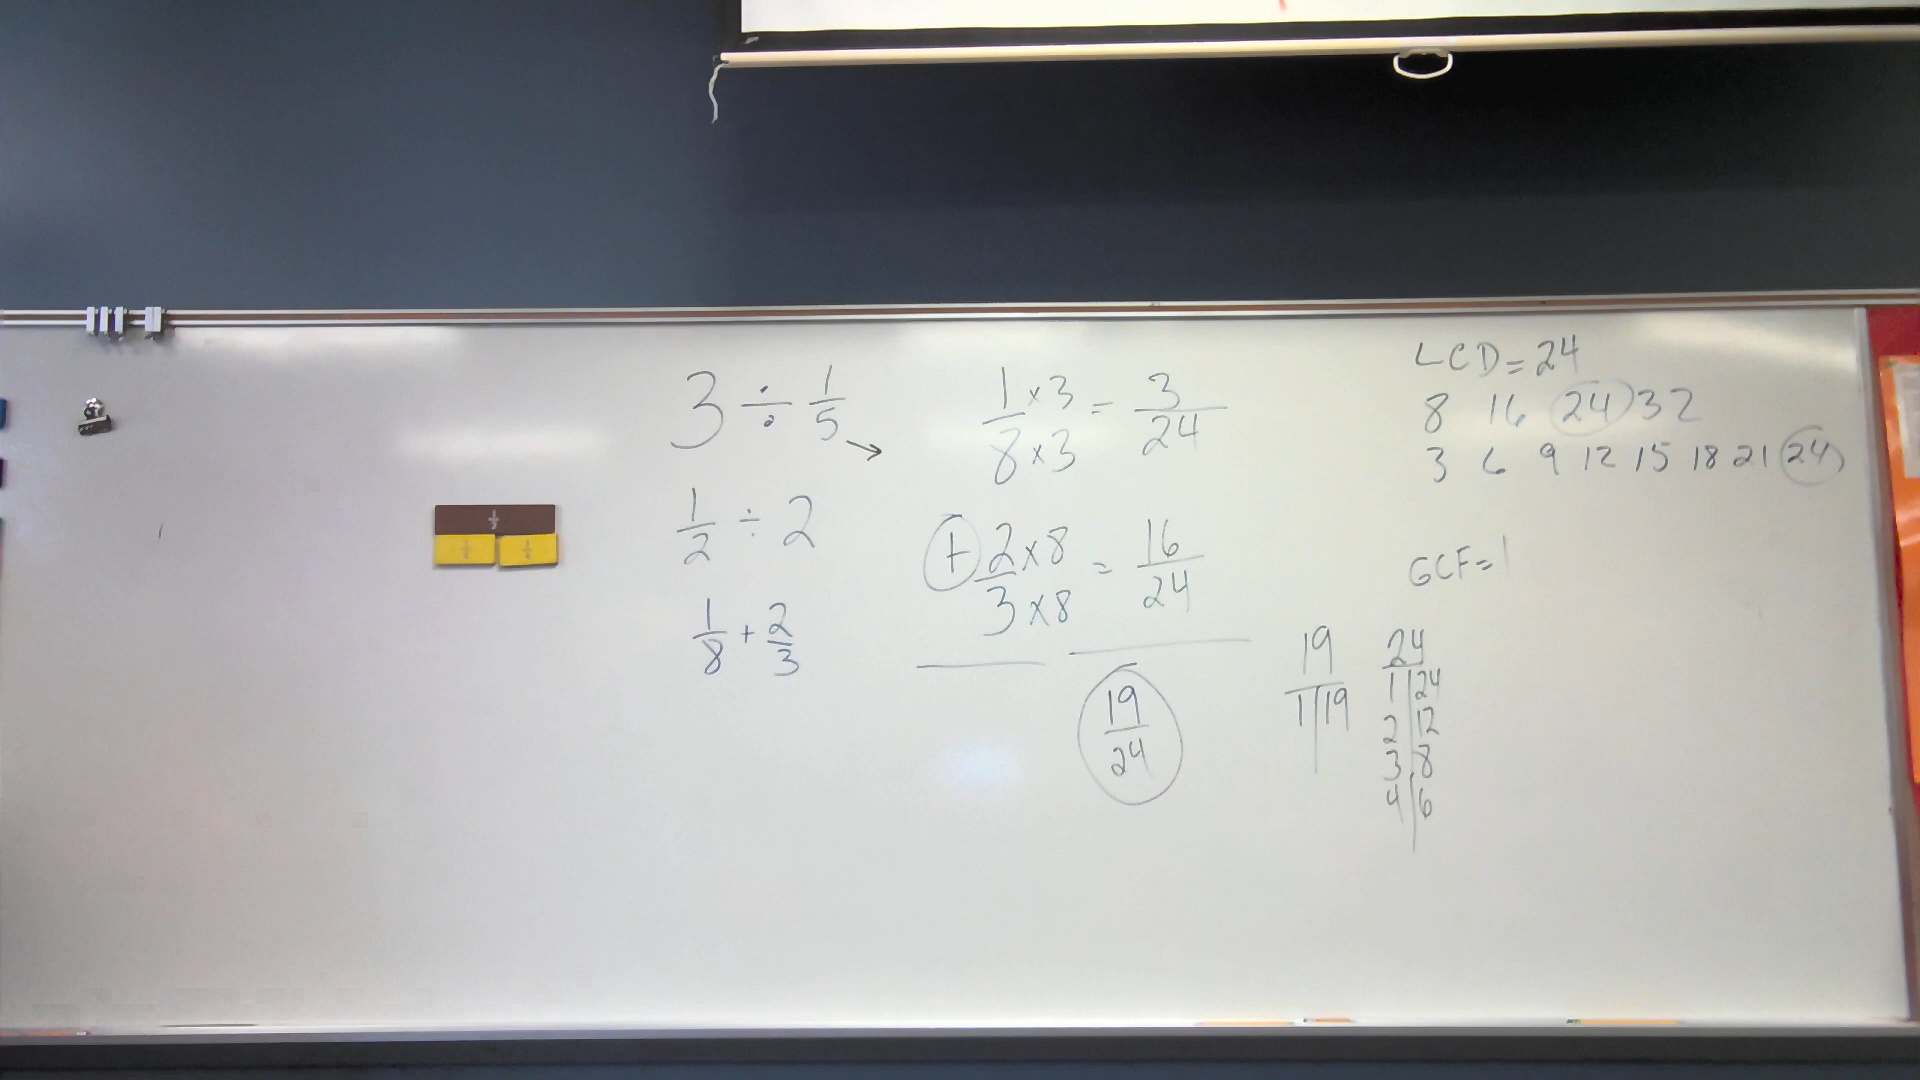 3 ÷ 1/5
1/2 ÷ 2
1/8 + 2/3
1 × 3 / 8 × 3 = 3/24
+ 2 × 8 / 3 × 8 = 16/24
19/24
LCD = 24
8 16 24 32
3 6 9 12 15 18 21 24
GCF = 1
19
1 | 19
24
1 | 24
2 | 12
3 | 8
4 | 6